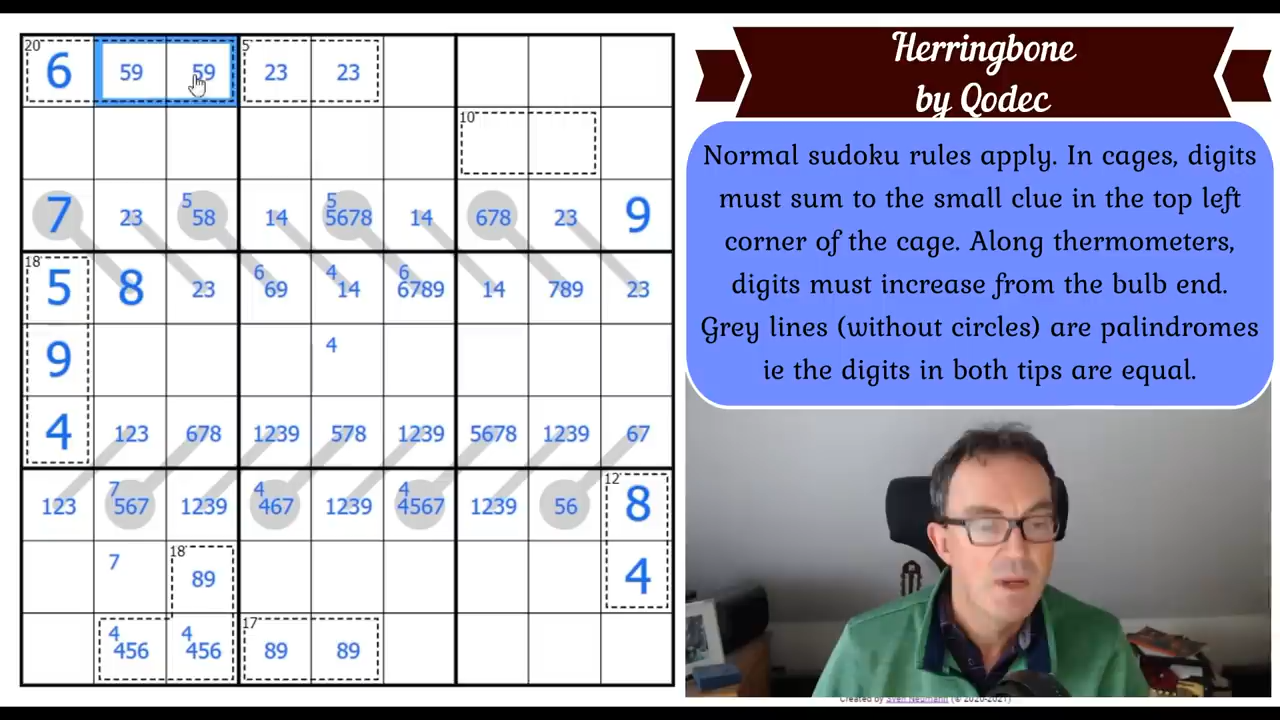 Herringbone
by Qodec
Normal sudoku rules apply. In cages, digits
must sum to the small clue in the top left
corner of the cage. Along thermometers,
digits must increase from the bulb end.
Grey lines (without circles) are palindromes
ie the digits in both tips are equal.
20 6 59 59 5 23 23
10
7 23 5 58 14 5 5678 14 678 23 9
18 5 8 23 6 69 4 14 6 6789 14 789 23
9 4
4 123 678 1239 578 1239 5678 1239 67
123 7 567 1239 4 467 1239 4 4567 1239 56 12 8
7 18 89 4
4 456 4 456 17 89 89
Created by Sven Neumann (© 2020-2021)